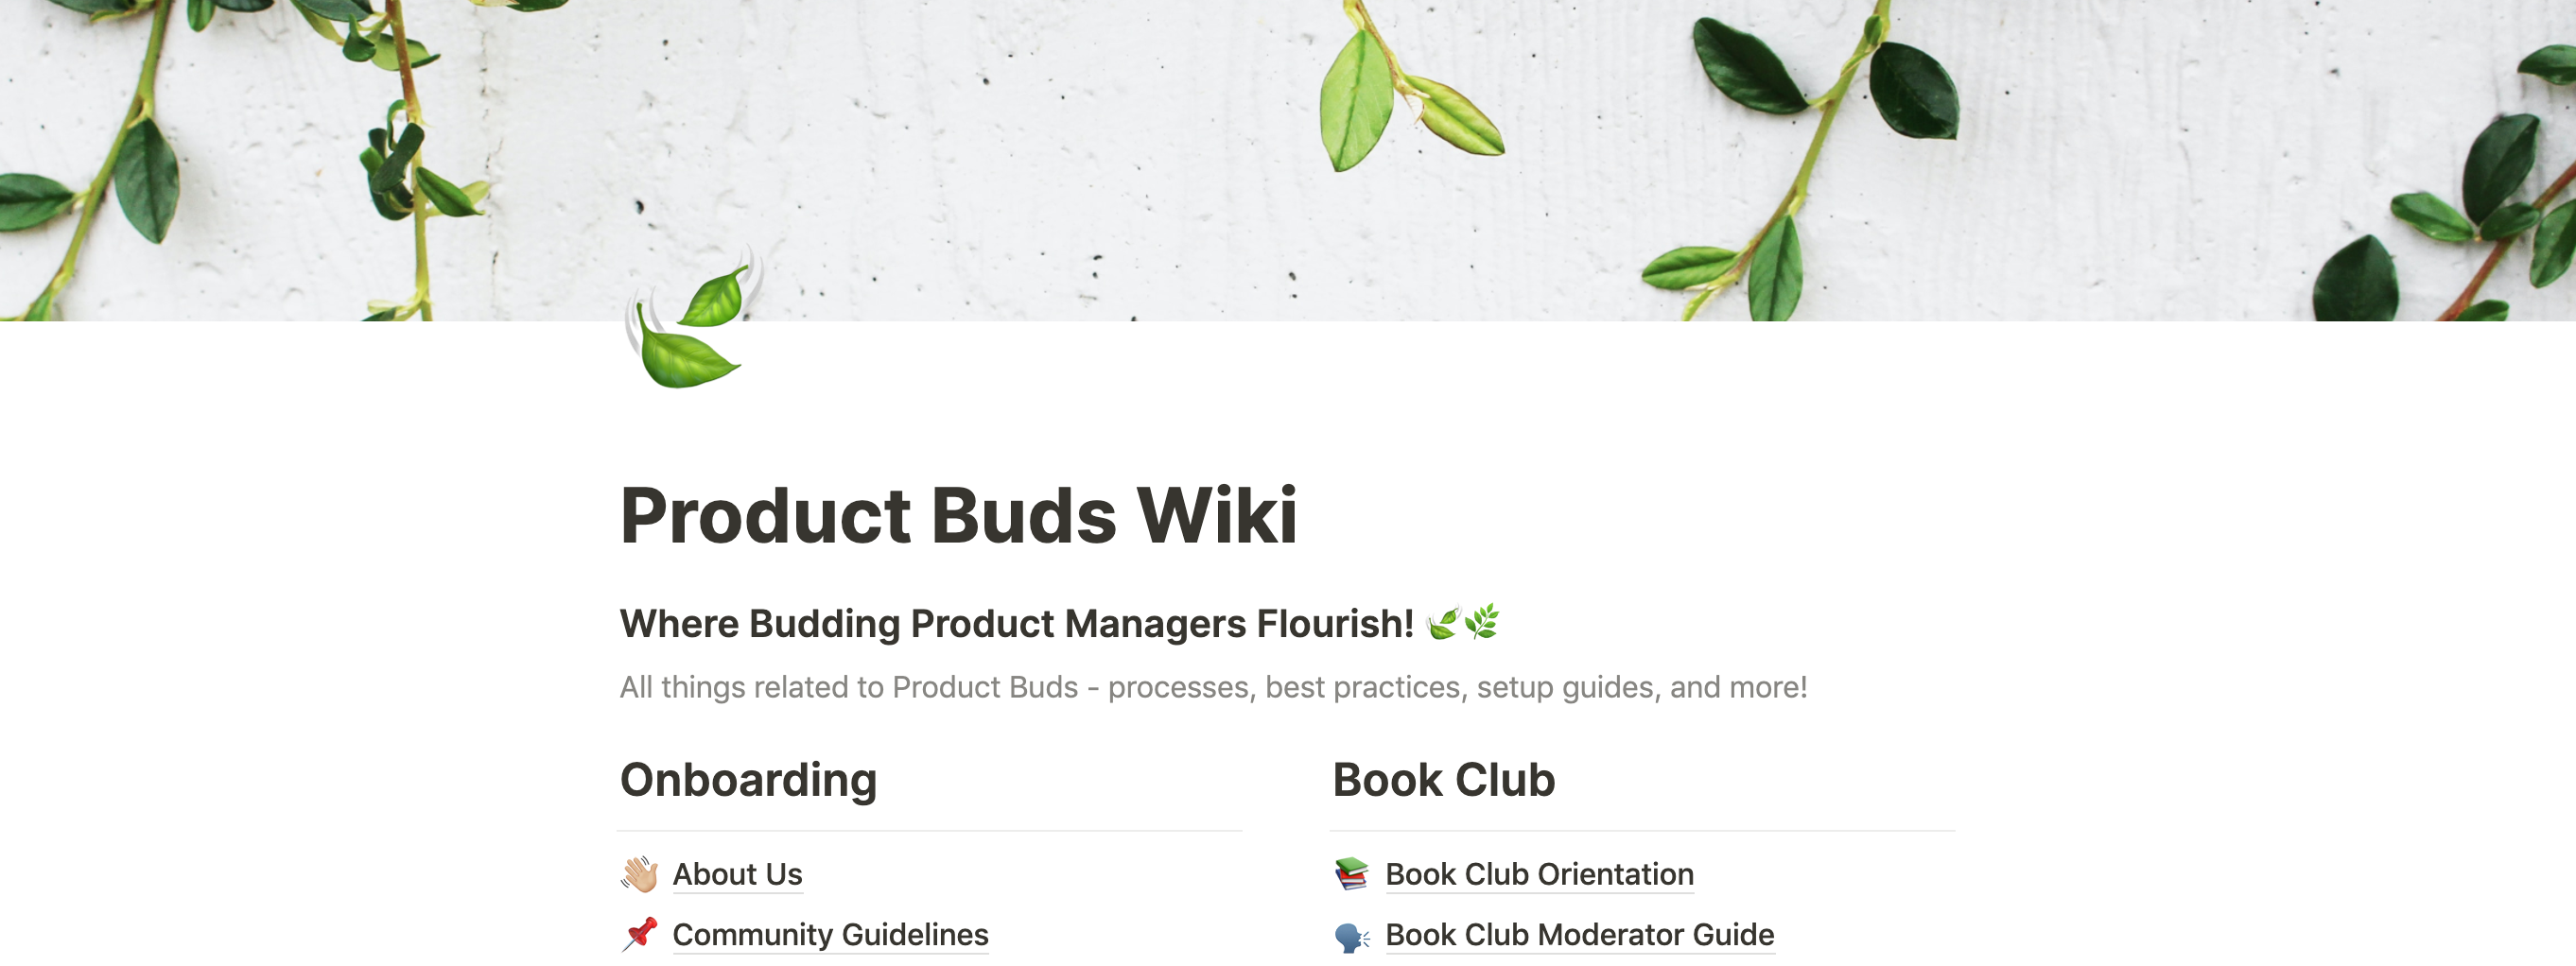 Product Buds Wiki
Where Budding Product Managers Flourish! 🍃🌿
All things related to Product Buds - processes, best practices, setup guides, and more!
Onboarding
👋🏼 About Us
📌 Community Guidelines
Book Club
📚 Book Club Orientation
🗣️ Book Club Moderator Guide